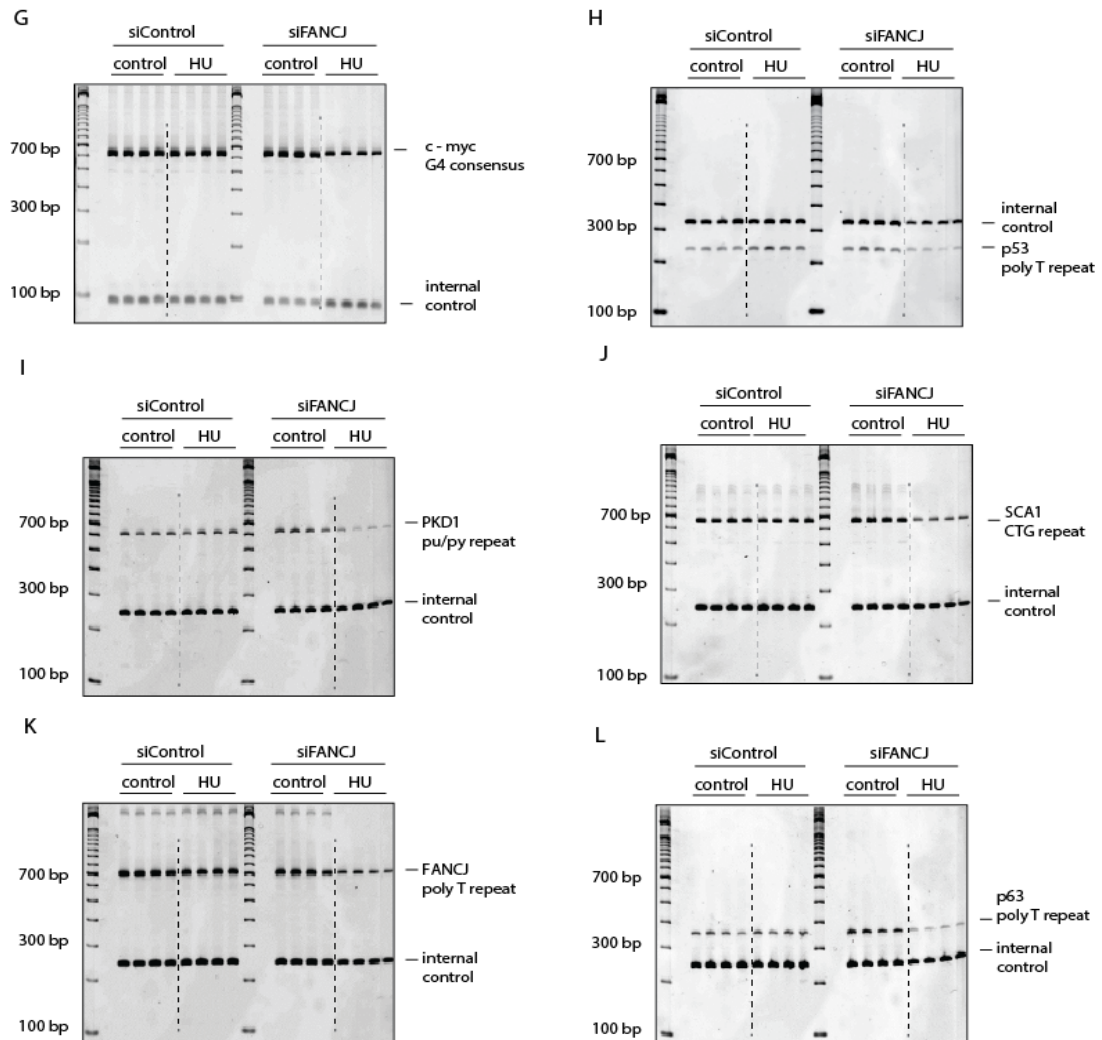 G
siControl siFANCJ
control HU control HU
700 bp
300 bp
100 bp
c - myc
G4 consensus
internal
control
H
siControl siFANCJ
control HU control HU
700 bp
300 bp
100 bp
internal
control
p53
poly T repeat
I
siControl siFANCJ
control HU control HU
700 bp
300 bp
100 bp
PKD1
pu/py repeat
internal
control
J
siControl siFANCJ
control HU control HU
700 bp
300 bp
100 bp
SCA1
CTG repeat
internal
control
K
siControl siFANCJ
control HU control HU
700 bp
300 bp
100 bp
FANCJ
poly T repeat
internal
control
L
siControl siFANCJ
control HU control HU
700 bp
300 bp
100 bp
p63
poly T repeat
internal
control